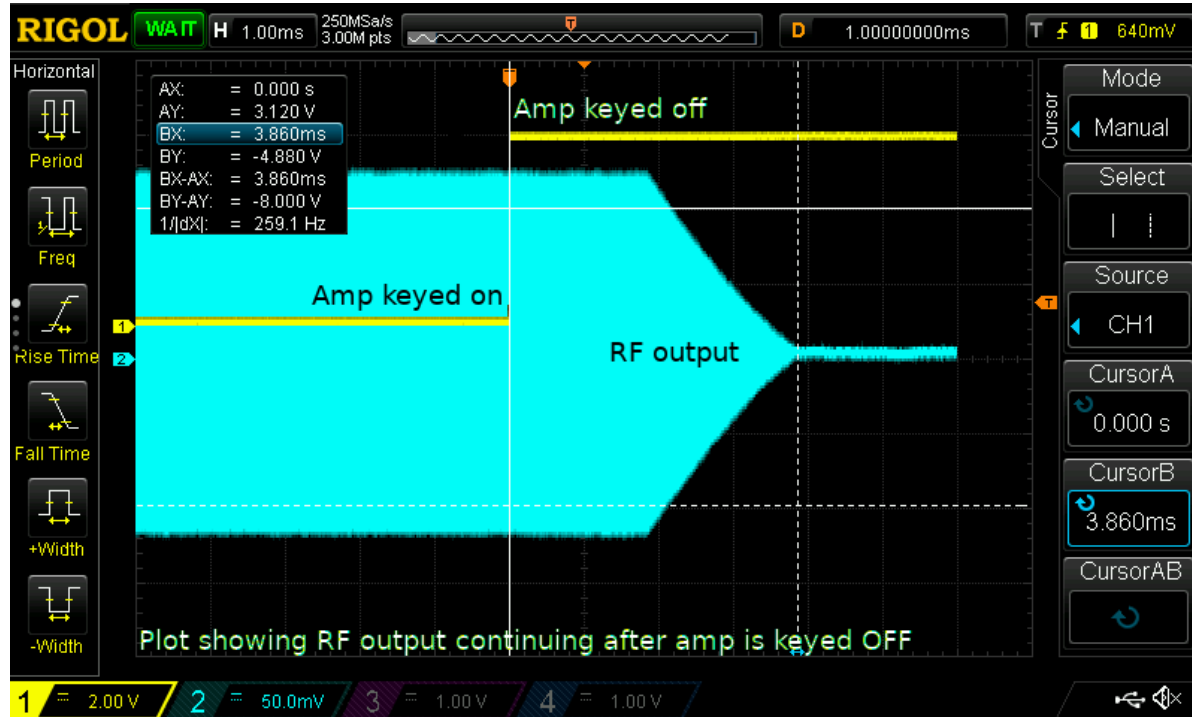 RIGOL WAIT H 1.00ms 250MSa/s 3.00M pts T D 1.00000000ms T 1 640mV
Horizontal
Period
Freq
Rise Time
Fall Time
+Width
-Width
AX: = 0.000 s
AY: = 3.120 V
BX: = 3.860ms
BY: = -4.880 V
BX-AX: = 3.860ms
BY-AY: = -8.000 V
1/|dX|: = 259.1 Hz
T
Amp keyed off
Amp keyed on
1
2
RF output
T
Plot showing RF output continuing after amp is keyed OFF
Cursor
Mode
Manual
Select
Source
CH1
CursorA
0.000 s
CursorB
3.860ms
CursorAB
1 2.00 V 2 50.0mV 3 1.00 V 4 1.00 V